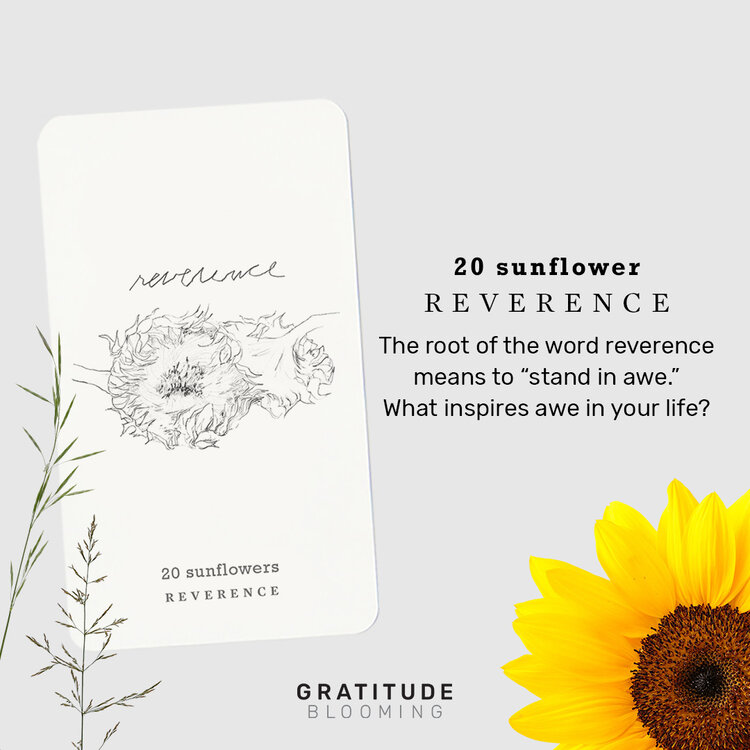 reverence
20 sunflowers
REVERENCE
20 sunflower
REVERENCE
The root of the word reverence
means to “stand in awe.”
What inspires awe in your life?
GRATITUDE
BLOOMING